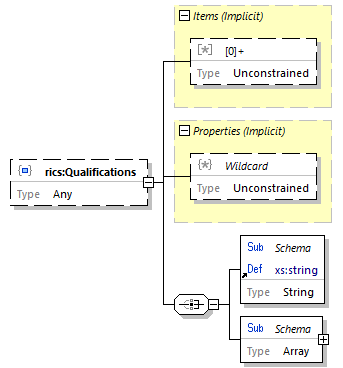 Items (Implicit)
[*] [0]+
Type Unconstrained
Properties (Implicit)
{*} Wildcard
Type Unconstrained
rics:Qualifications
Type Any
Sub Schema
Def xs:string
Type String
Sub Schema
Type Array